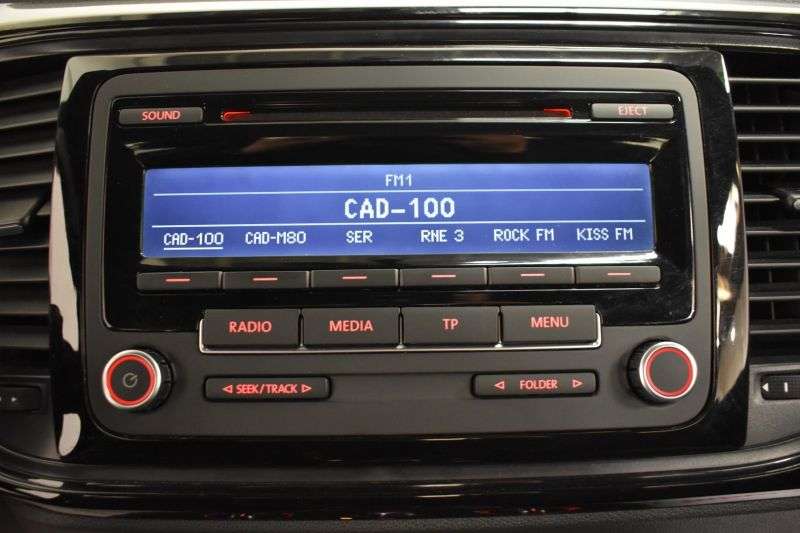 SOUND EJECT
FM1
CAD-100
CAD-100 CAD-M80 SER RNE 3 ROCK FM KISS FM
RADIO MEDIA TP MENU
SEEK/TRACK FOLDER